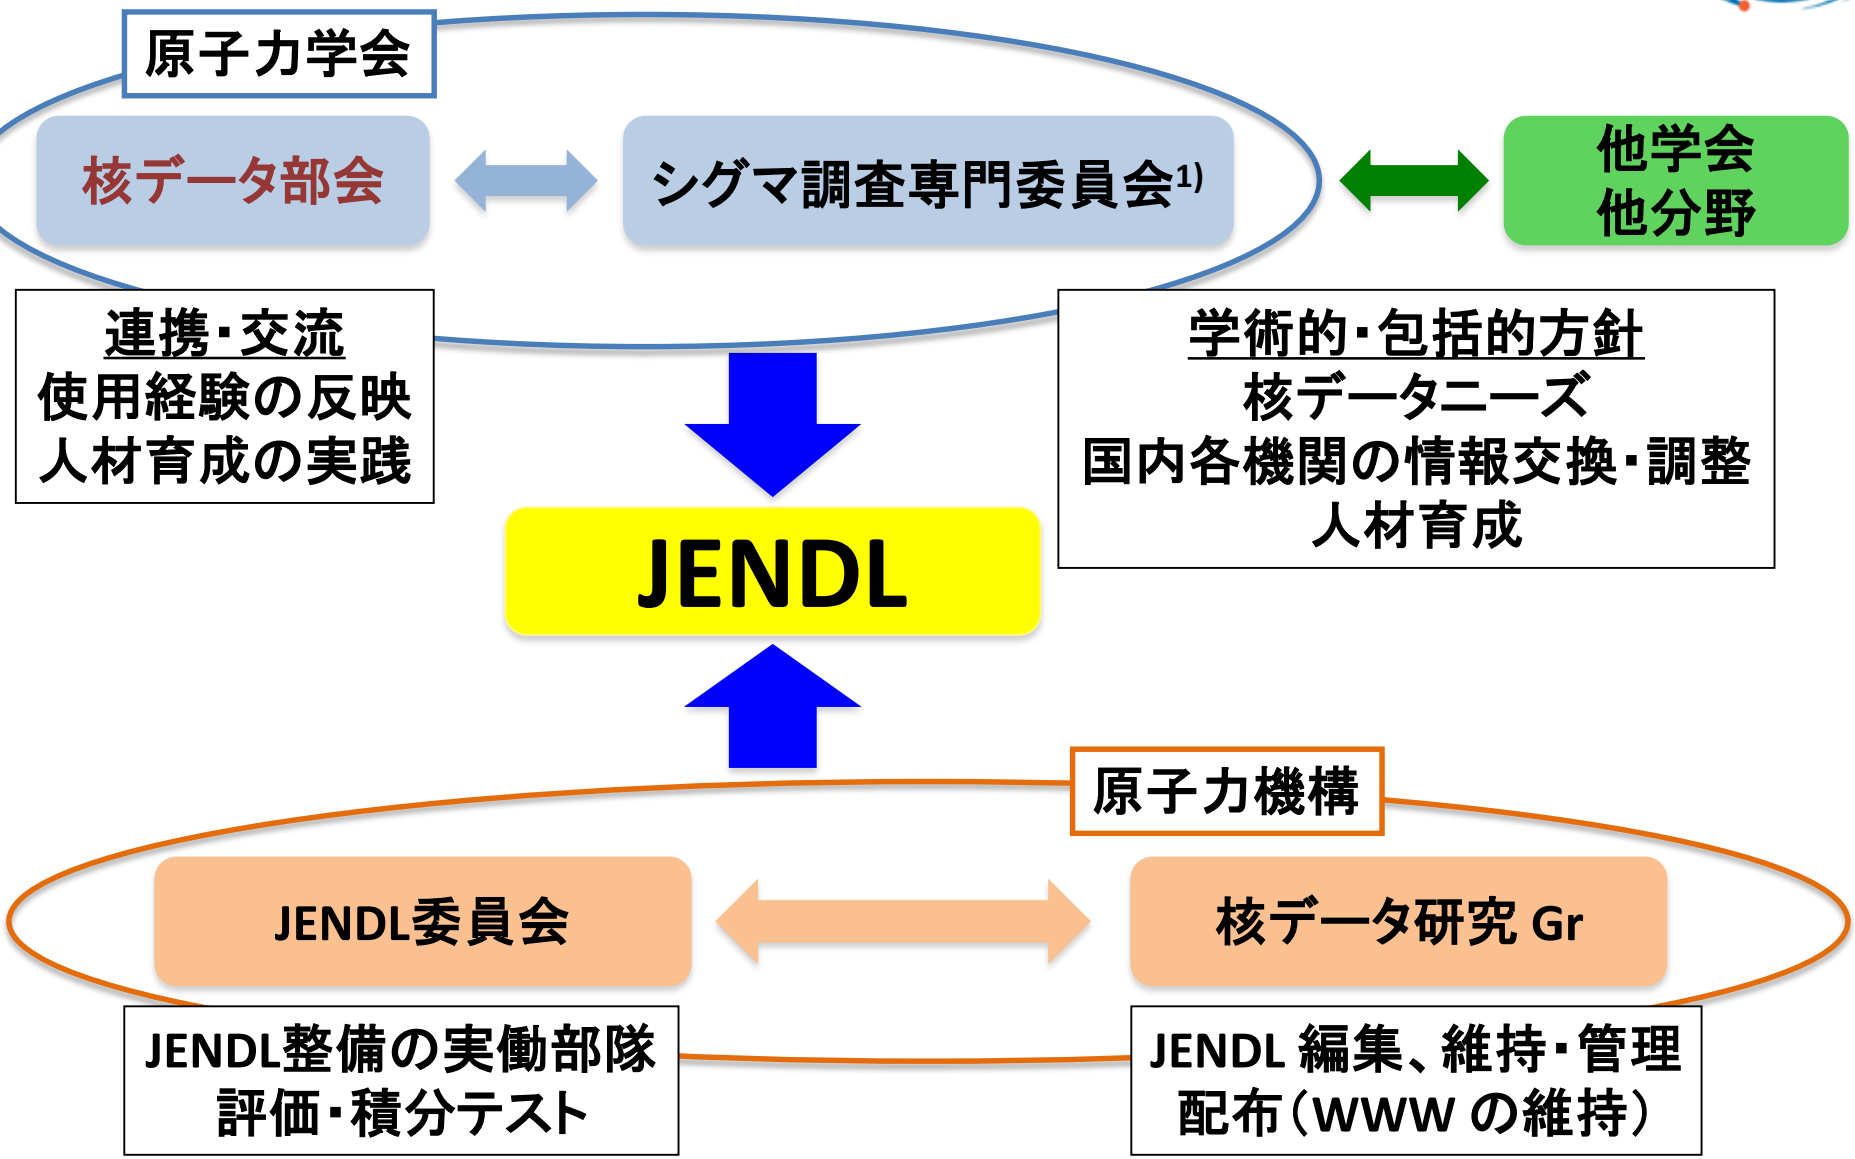 原子力学会
核データ部会
シグマ調査専門委員会1)
他学会
他分野
連携・交流
使用経験の反映
人材育成の実践
学術的・包括的方針
核データニーズ
国内各機関の情報交換・調整
人材育成
JENDL
原子力機構
JENDL委員会
核データ研究 Gr
JENDL整備の実働部隊
評価・積分テスト
JENDL 編集、維持・管理
配布(WWW の維持)